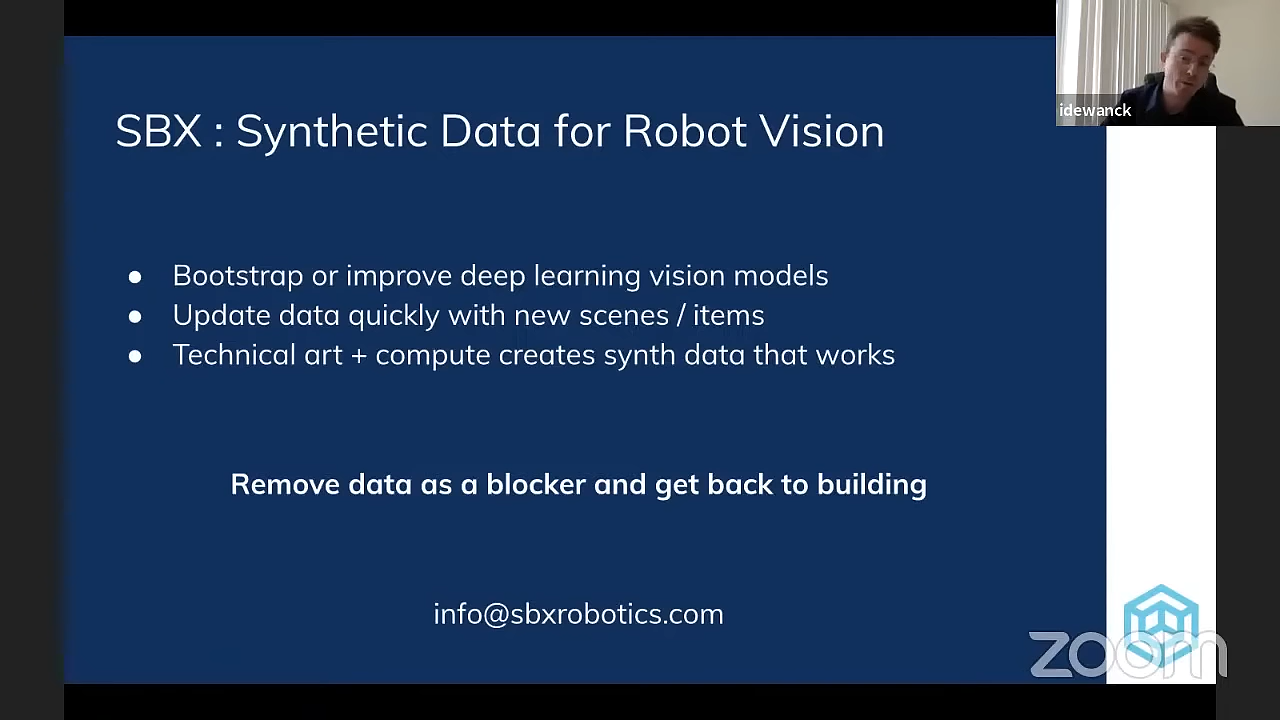 idewanck
SBX : Synthetic Data for Robot Vision
● Bootstrap or improve deep learning vision models
● Update data quickly with new scenes / items
● Technical art + compute creates synth data that works
Remove data as a blocker and get back to building
info@sbxrobotics.com
zoom